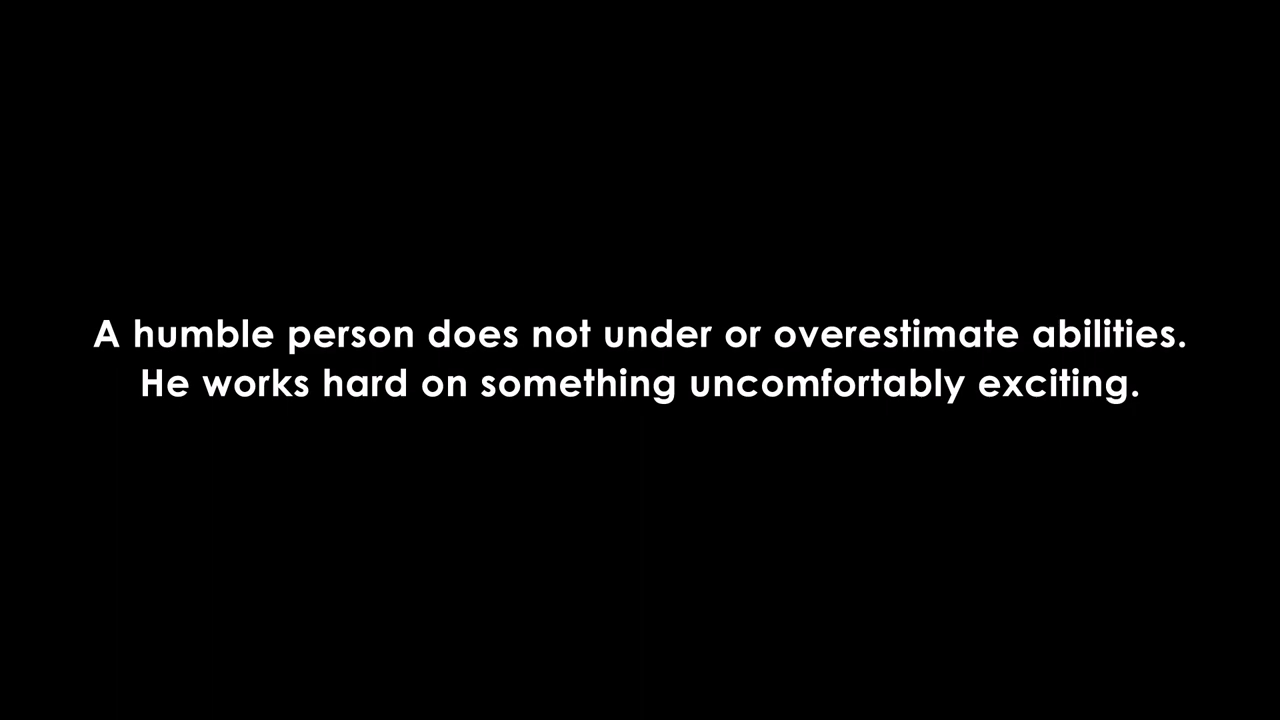 A humble person does not under or overestimate abilities.
He works hard on something uncomfortably exciting.